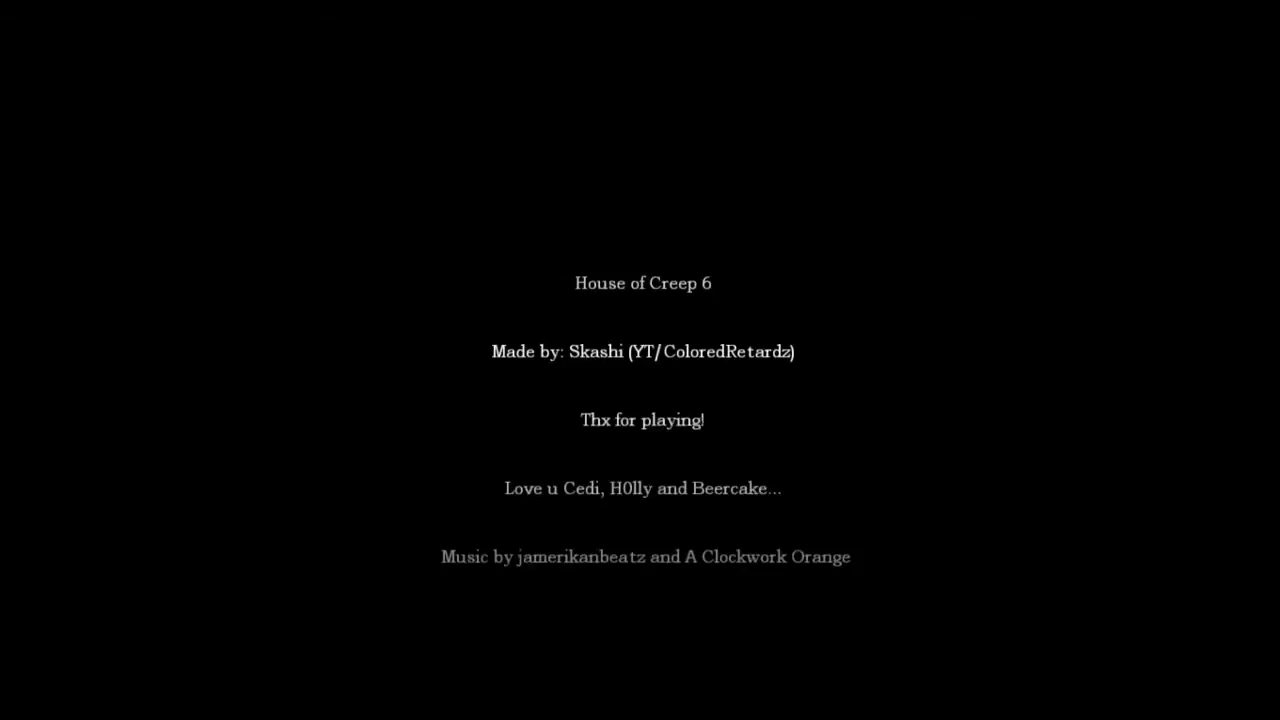 House of Creep 6
Made by: Skashi (YT/ColoredRetardz)
Thx for playing!
Love u Cedi, H0lly and Beercake...
Music by jamerikanbeatz and A Clockwork Orange